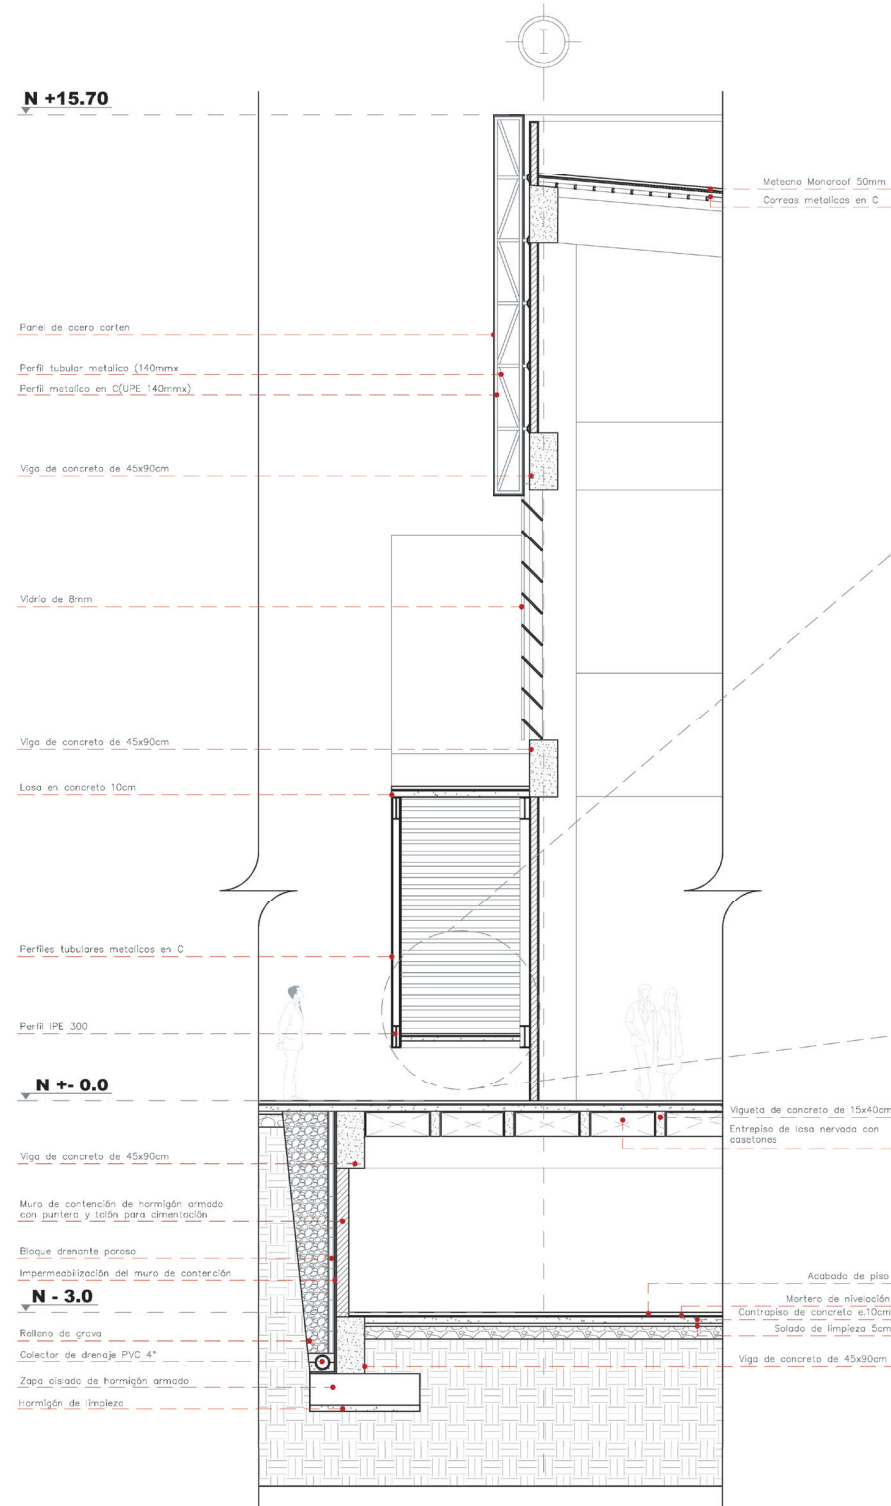 I
N +15.70
Metecno Monoroof 50mm
Correas metalicas en C
Panel de acero corten
Perfil tubular metalico (140mmx
Perfil metalico en C(UPE 140mmx)
Viga de concreto de 45x90cm
Vidrio de 8mm
Viga de concreto de 45x90cm
Losa en concreto 10cm
Perfiles tubulares metalicos en C
Perfil IPE 300
N +- 0.0
Vigueta de concreto de 15x40cm
Entrepiso de losa nervada con
casetones
Viga de concreto de 45x90cm
Muro de contención de hormigón armado
con puntera y talón para cimentación
Bloque drenante poroso
Impermeabilización del muro de contención
N - 3.0
Acabado de piso
Mortero de nivelación
Contrapiso de concreto e.10cm
Solado de limpieza 5cm
Relleno de grava
Colector de drenaje PVC 4"
Viga de concreto de 45x90cm
Zapa aislada de hormigón armado
Hormigón de limpieza